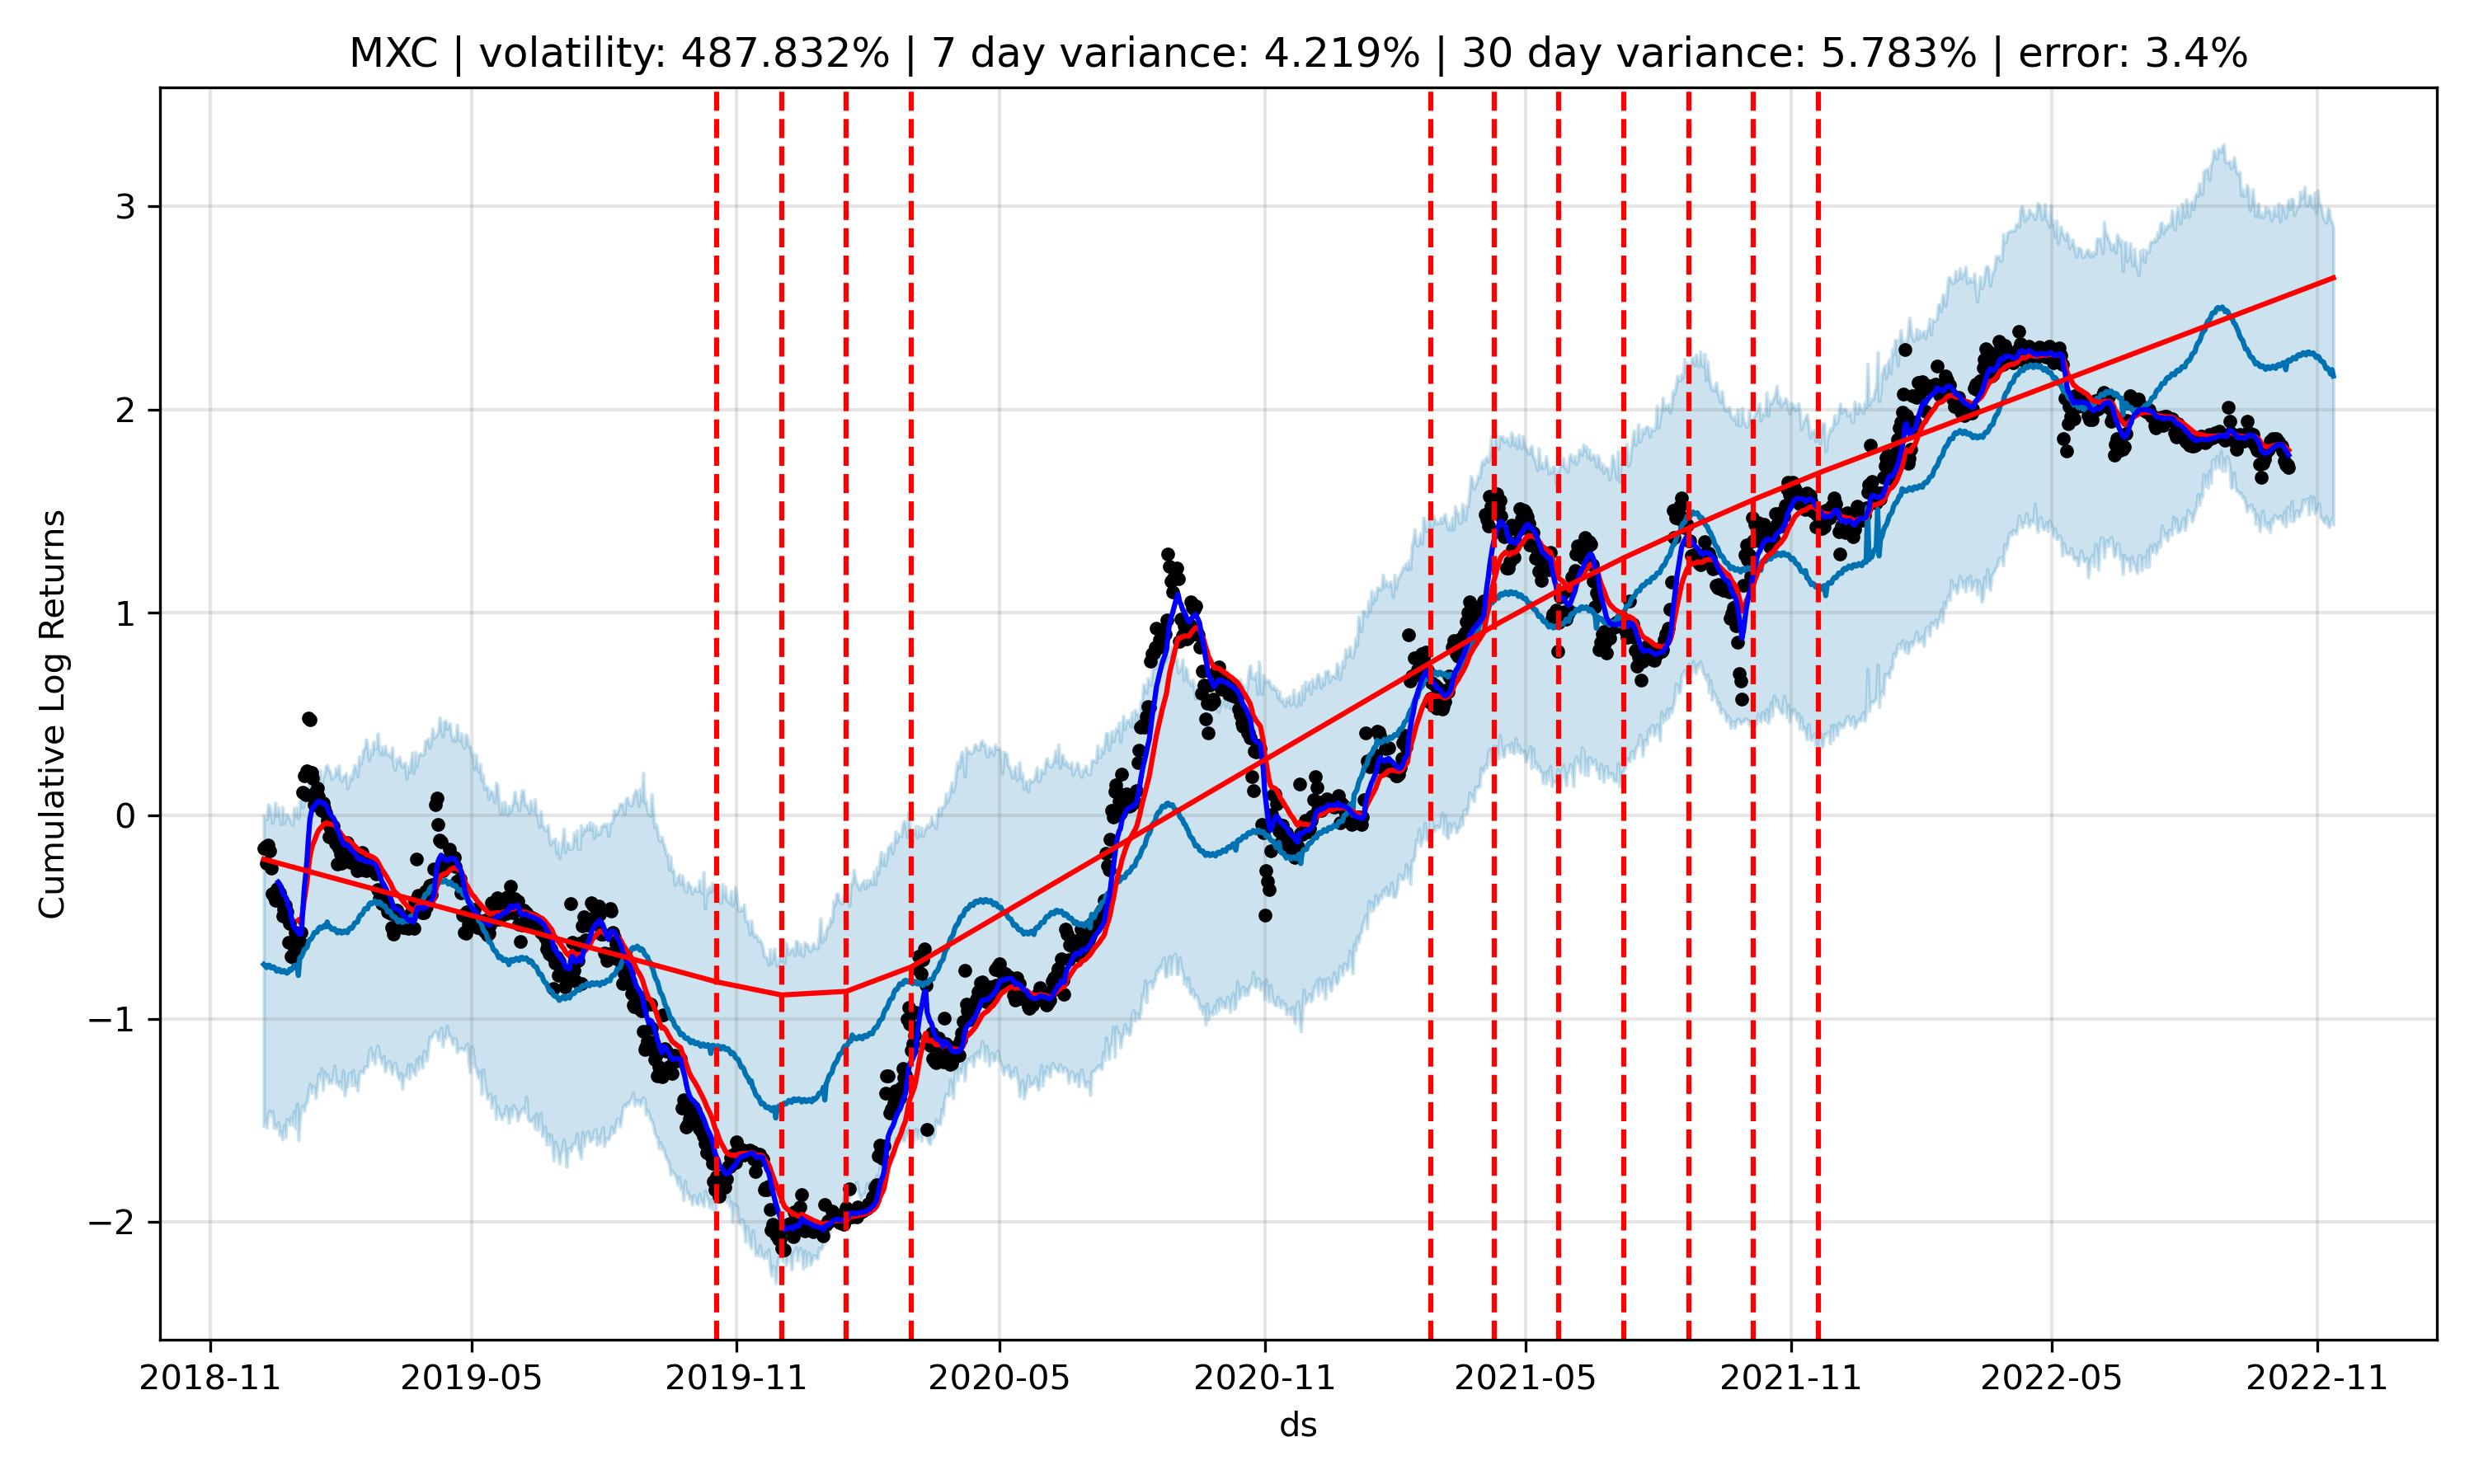 MXC | volatility: 487.832% | 7 day variance: 4.219% | 30 day variance: 5.783% | error: 3.4%
Cumulative Log Returns
3
2
1
0
−1
−2
2018-11 2019-05 2019-11 2020-05 2020-11 2021-05 2021-11 2022-05 2022-11
ds